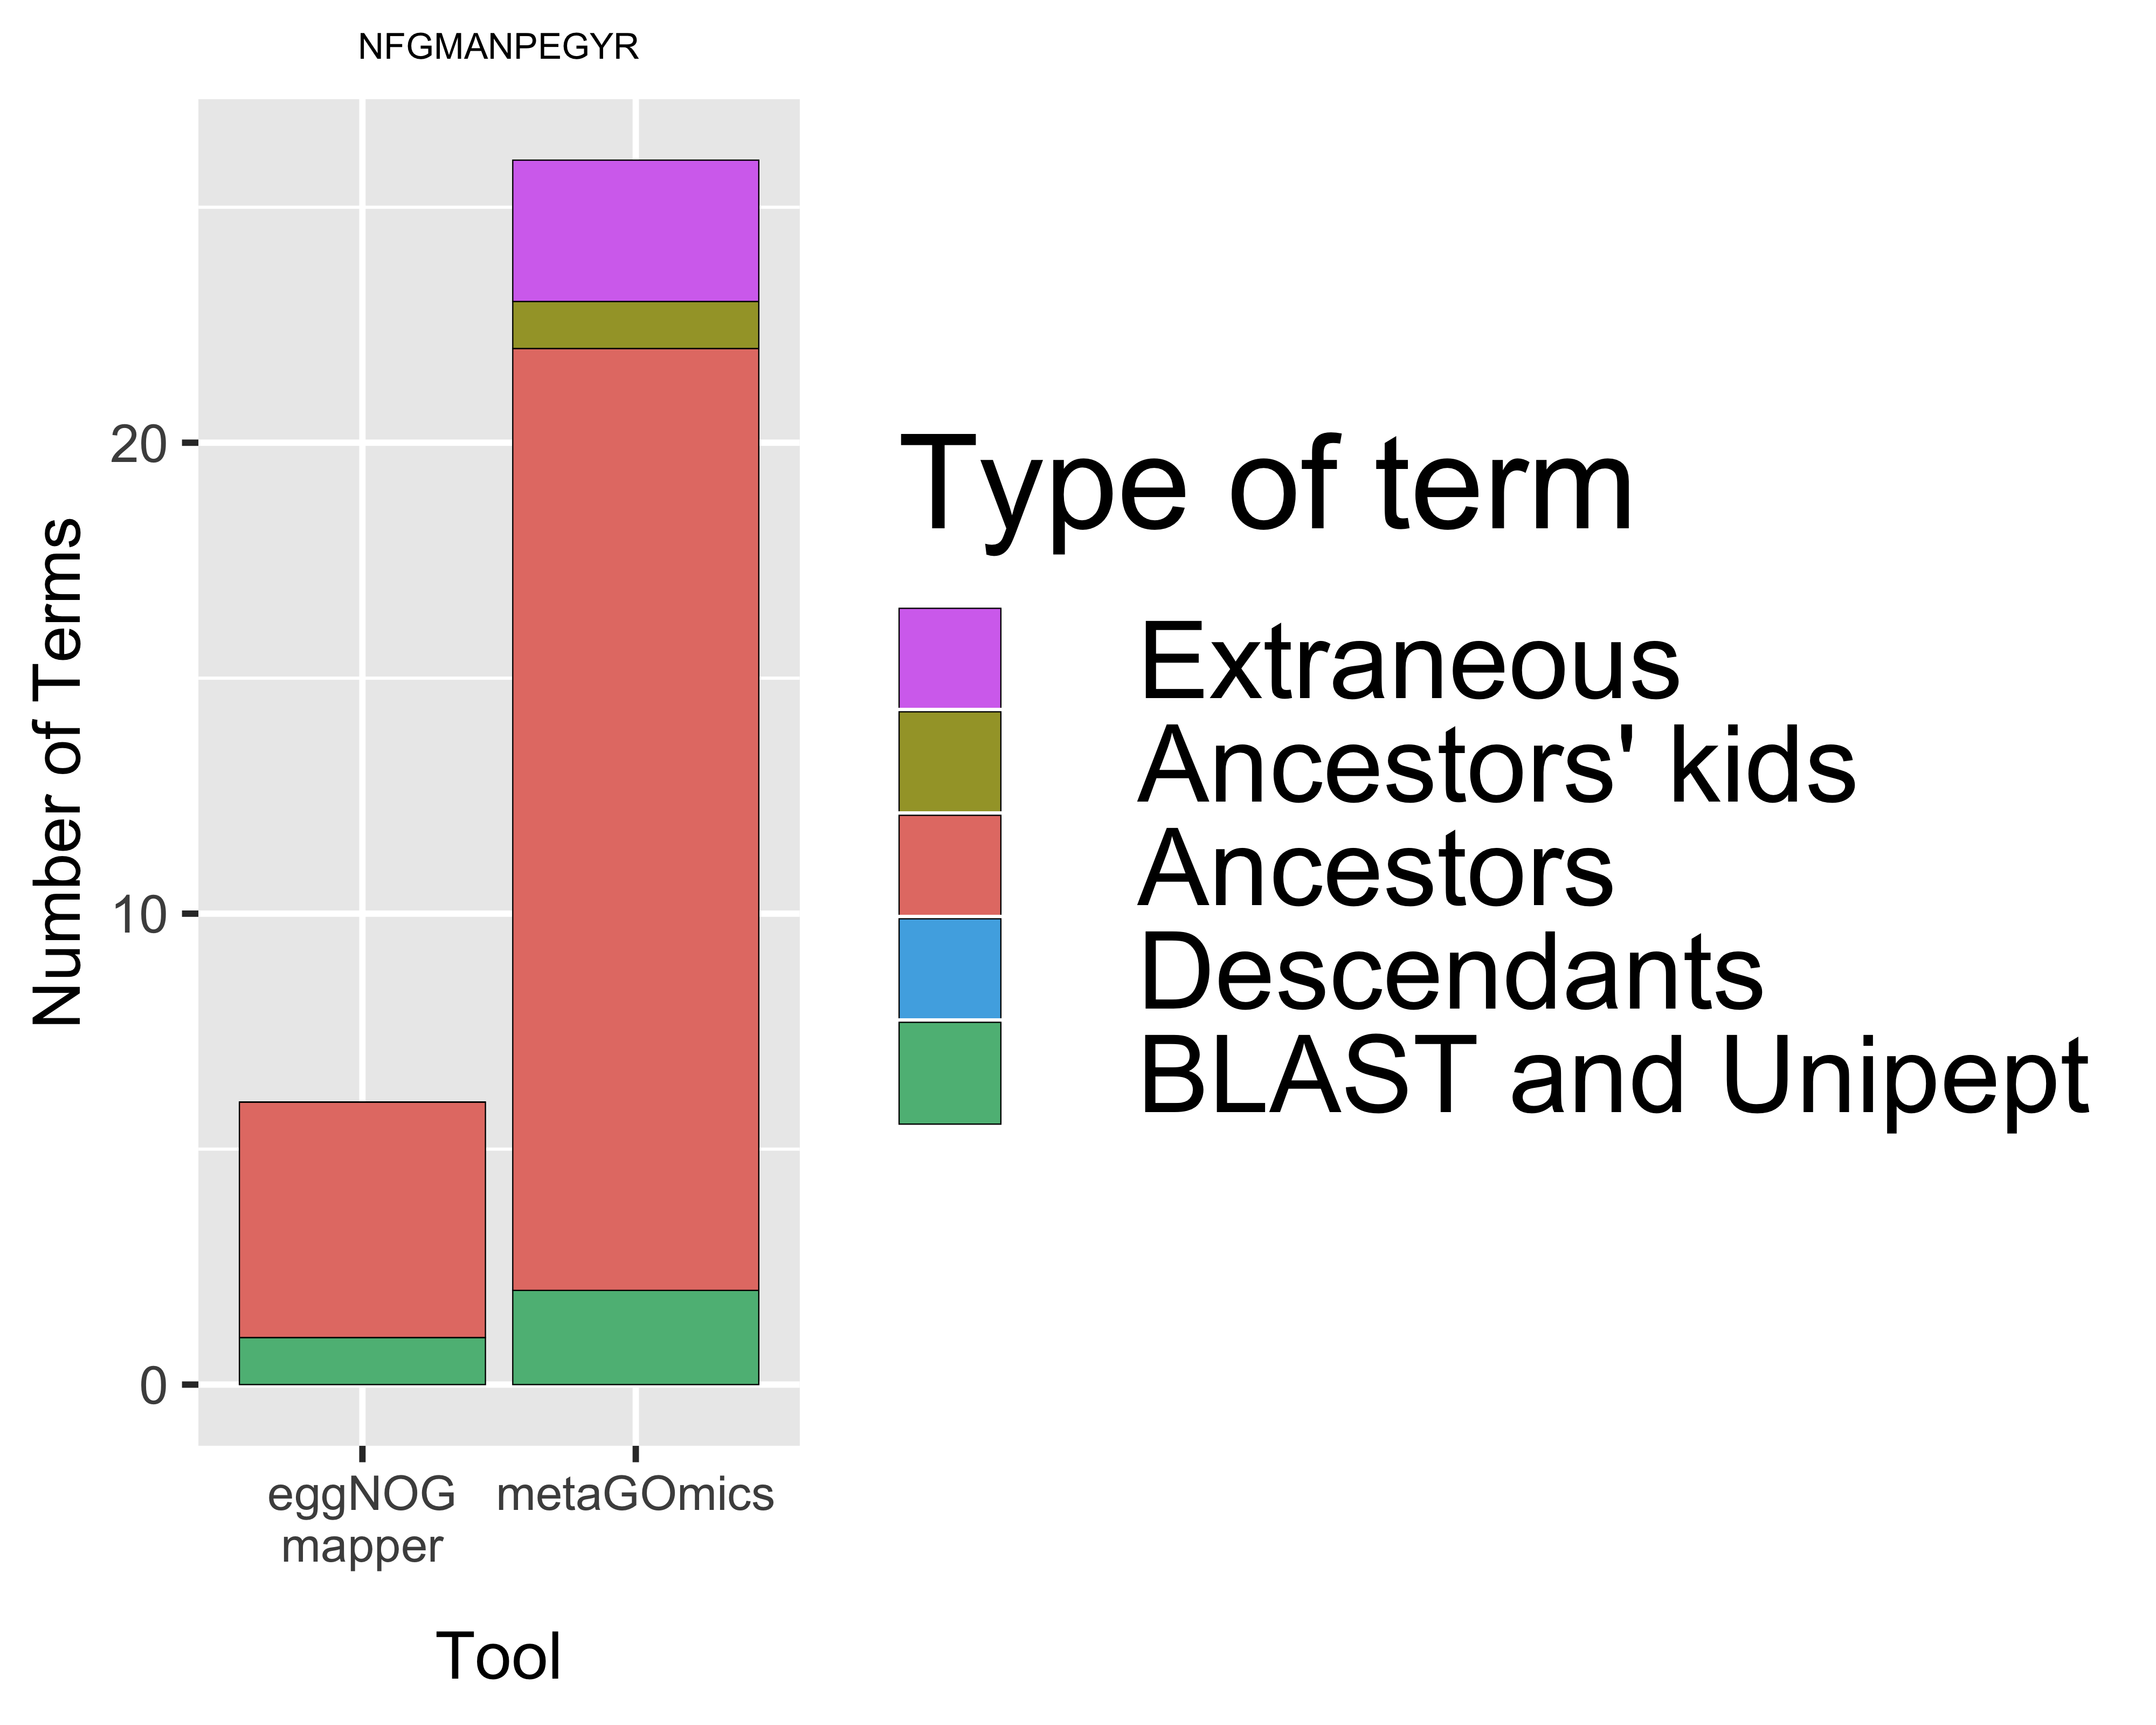 NFGMANPEGYR
Number of Terms
20
10
0
eggNOG
mapper
metaGOmics
Tool
Type of term
Extraneous
Ancestors' kids
Ancestors
Descendants
BLAST and Unipept